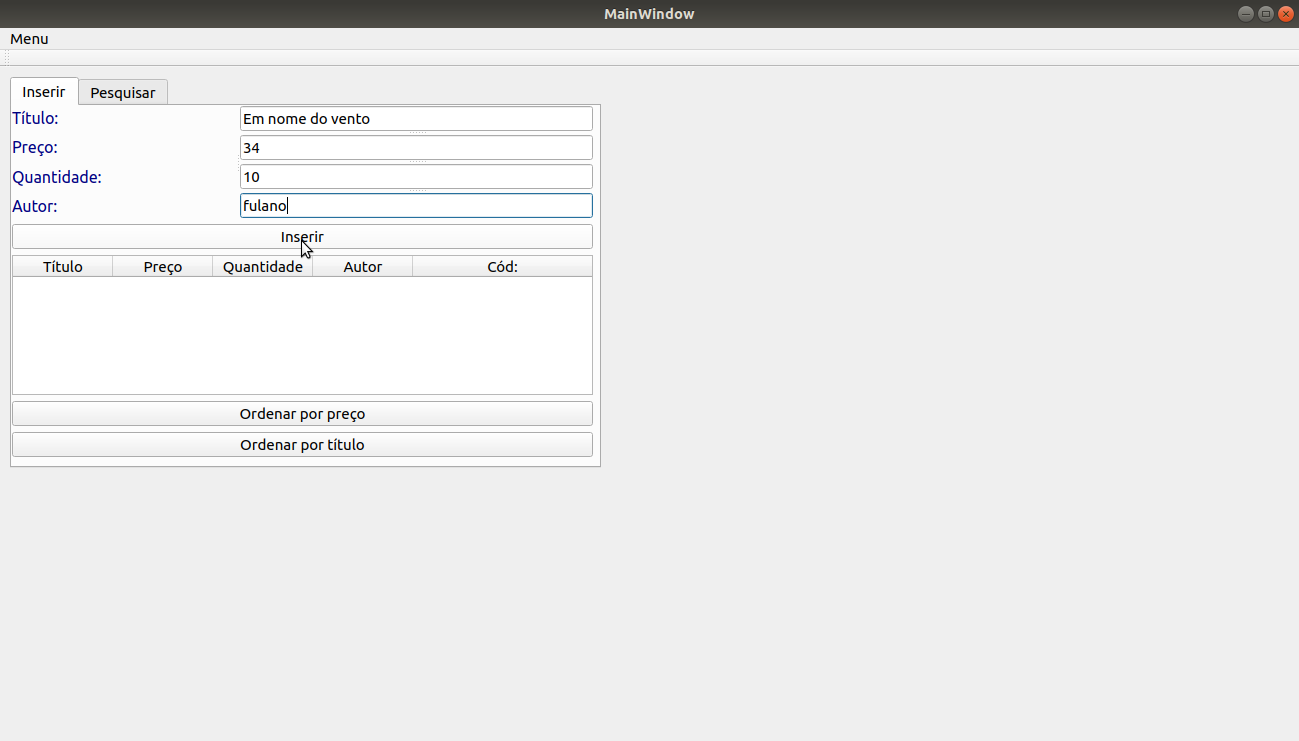 MainWindow
Menu
Inserir Pesquisar
Título: Em nome do vento
Preço: 34
Quantidade: 10
Autor: fulano
Inserir
Título Preço Quantidade Autor Cód:
Ordenar por preço
Ordenar por título